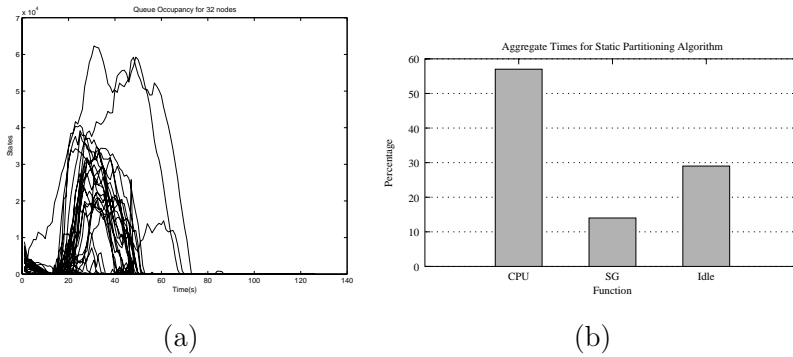 Queue Occupancy for 32 nodes
x 10⁴
7
6
5
4
3
2
1
0
States
0 20 40 60 80 100 120 140
Time(s)
(a)
Aggregate Times for Static Partitioning Algorithm
60
50
40
30
20
10
0
Percentage
CPU SG Idle
Function
(b)